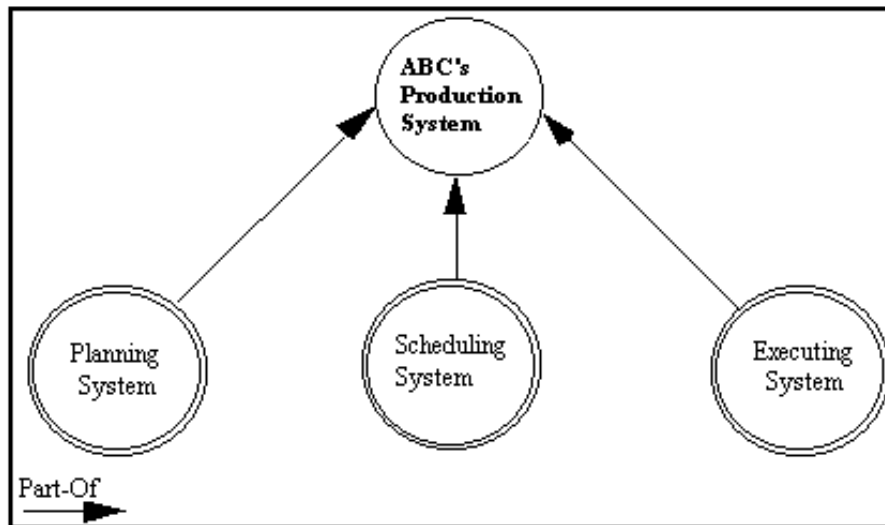 ABC's
Production
System
Planning
System
Scheduling
System
Executing
System
Part-Of